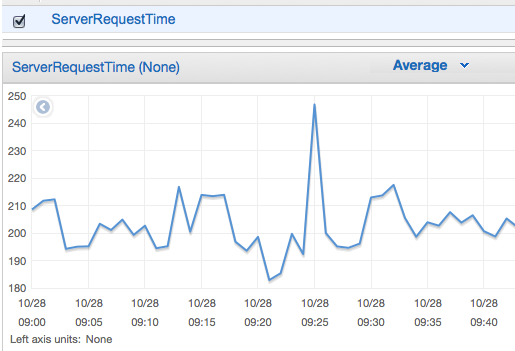 ServerRequestTime
ServerRequestTime (None)
Average
250
240
230
220
210
200
190
180
10/28 10/28 10/28 10/28 10/28 10/28 10/28 10/28 10/28
09:00 09:05 09:10 09:15 09:20 09:25 09:30 09:35 09:40
Left axis units: None